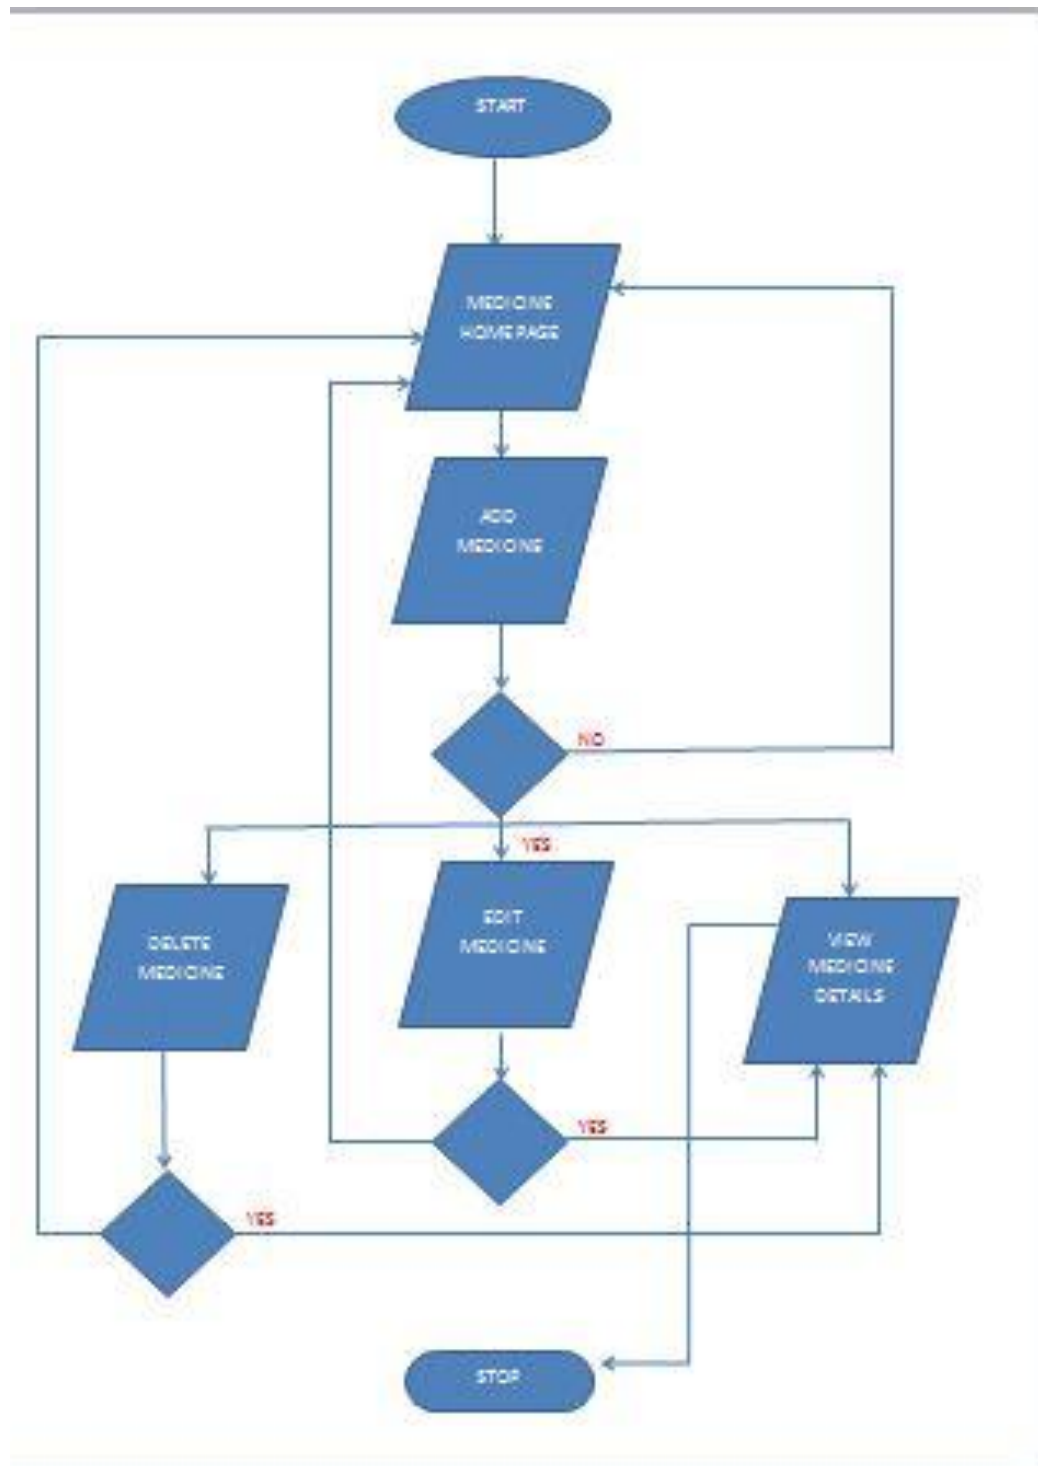 START
MEDICINE
HOME PAGE
ADD
MEDICINE
NO
YES
DELETE
MEDICINE
EDIT
MEDICINE
VIEW
MEDICINE
DETAILS
YES
YES
STOP